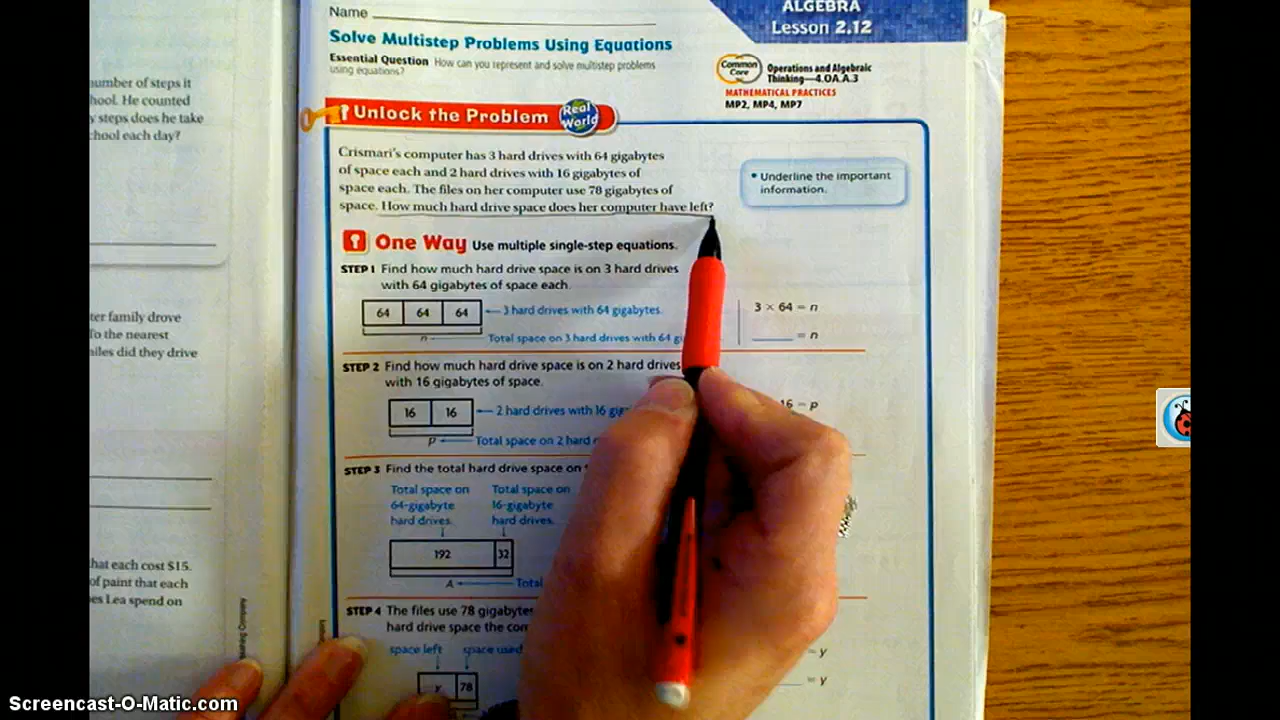 number of steps it
hool. He counted
y steps does he take
chool each day?
ter family drove
To the nearest
niles did they drive
hat each cost $15.
of paint that each
es Lea spend on
Name
ALGEBRA
Lesson 2.12
Solve Multistep Problems Using Equations
Essential Question How can you represent and solve multistep problems
using equations?
Common
Core
Operations and Algebraic
Thinking—4.OA.A.3
MATHEMATICAL PRACTICES
MP2, MP4, MP7
Unlock the Problem
Real
World
Crismari's computer has 3 hard drives with 64 gigabytes
of space each and 2 hard drives with 16 gigabytes of
space each. The files on her computer use 78 gigabytes of
space. How much hard drive space does her computer have left?
• Underline the important
information.
One Way Use multiple single-step equations.
STEP 1 Find how much hard drive space is on 3 hard drives
with 64 gigabytes of space each.
64 64 64 3 hard drives with 64 gigabytes.
n Total space on 3 hard drives with 64 gi
3 × 64 = n
= n
STEP 2 Find how much hard drive space is on 2 hard drives
with 16 gigabytes of space.
16 16 2 hard drives with 16 gig
p Total space on 2 hard
16 = p
STEP 3 Find the total hard drive space on
Total space on Total space on
64-gigabyte 16-gigabyte
hard drives. hard drives.
192 32
A Total
STEP 4 The files use 78 gigabytes
hard drive space the com
space left space used
y 78
y
= y
Screencast-O-Matic.com